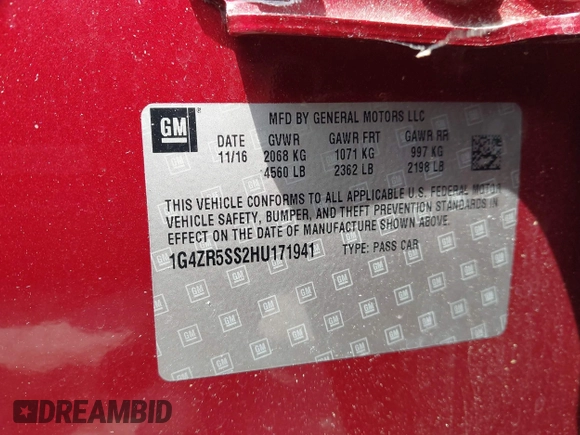 GM
MFD BY GENERAL MOTORS LLC
DATE GVWR GAWR FRT GAWR RR
11/16 2068 KG 1071 KG 997 KG
4560 LB 2362 LB 2198 LB
THIS VEHICLE CONFORMS TO ALL APPLICABLE U.S. FEDERAL MOTOR
VEHICLE SAFETY, BUMPER, AND THEFT PREVENTION STANDARDS IN
EFFECT ON THE DATE OF MANUFACTURE SHOWN ABOVE.
1G4ZR5SS2HU171941 TYPE: PASS CAR
DREAMBID